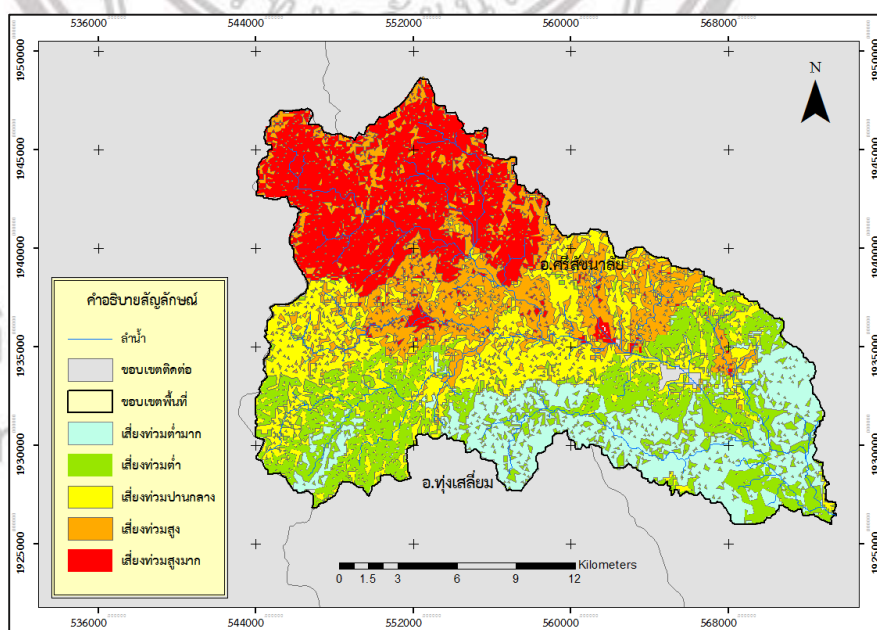 536000 544000 552000 560000 568000
1950000 1950000
N
1945000 1945000
1940000 1940000
อ.ศรีสัชนาลัย
คำอธิบายสัญลักษณ์
ลำน้ำ
ขอบเขตติดต่อ
ขอบเขตพื้นที่
เสี่ยงท่วมต่ำมาก
เสี่ยงท่วมต่ำ
เสี่ยงท่วมปานกลาง
เสี่ยงท่วมสูง
เสี่ยงท่วมสูงมาก
1935000 1935000
1930000 1930000
อ.ทุ่งเสลี่ยม
1925000 1925000
Kilometers
0 1.5 3 6 9 12
536000 544000 552000 560000 568000